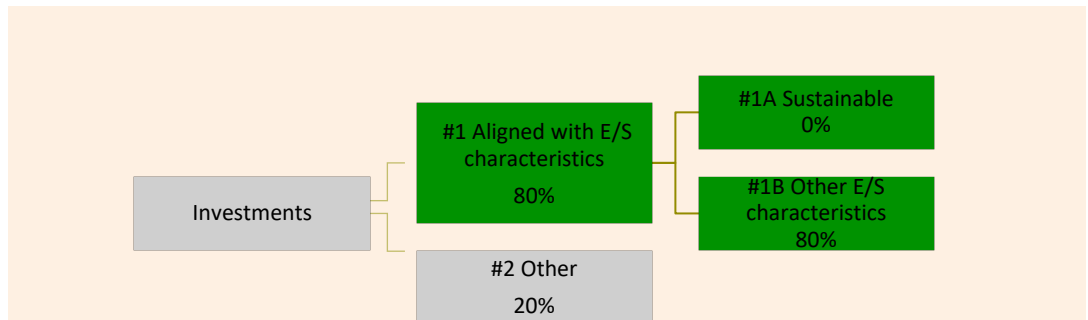 Investments
#1 Aligned with E/S
characteristics
80%
#2 Other
20%
#1A Sustainable
0%
#1B Other E/S
characteristics
80%